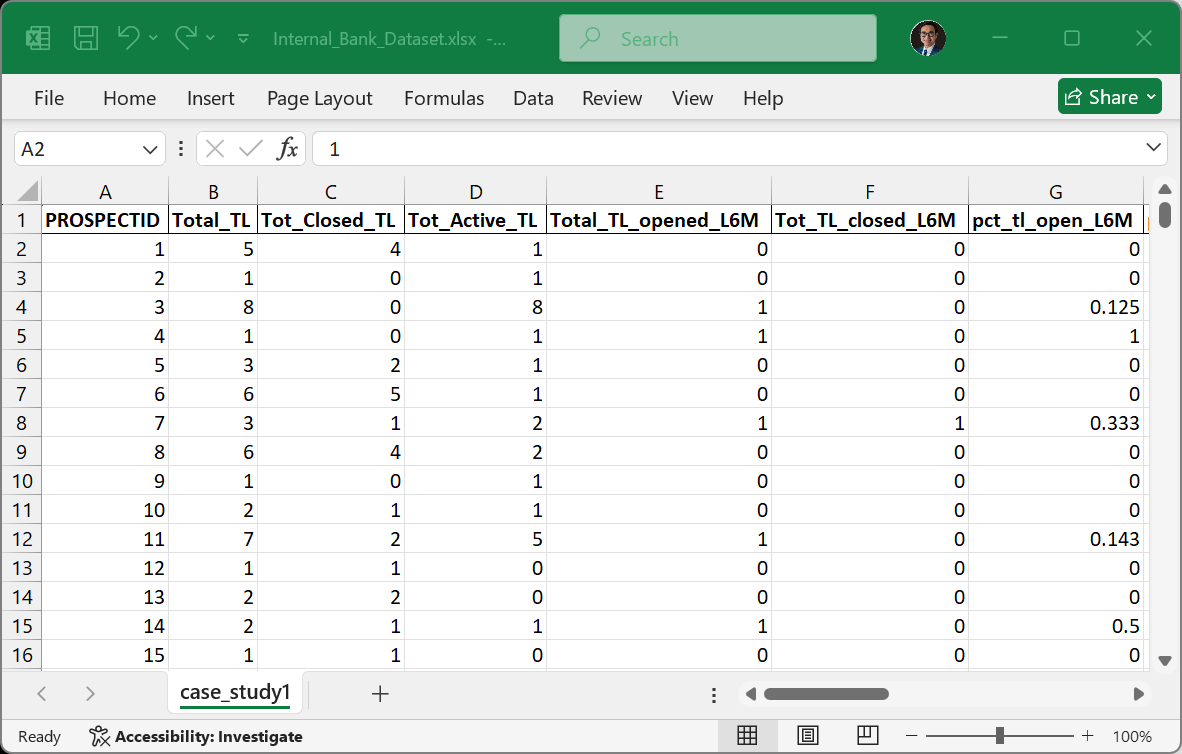 Internal_Bank_Dataset.xlsx -... Search
File Home Insert Page Layout Formulas Data Review View Help Share
A2 fx 1
A B C D E F G
1 PROSPECTID Total_TL Tot_Closed_TL Tot_Active_TL Total_TL_opened_L6M Tot_TL_closed_L6M pct_tl_open_L6M
2 1 5 4 1 0 0 0
3 2 1 0 1 0 0 0
4 3 8 0 8 1 0 0.125
5 4 1 0 1 1 0 1
6 5 3 2 1 0 0 0
7 6 6 5 1 0 0 0
8 7 3 1 2 1 1 0.333
9 8 6 4 2 0 0 0
10 9 1 0 1 0 0 0
11 10 2 1 1 0 0 0
12 11 7 2 5 1 0 0.143
13 12 1 1 0 0 0 0
14 13 2 2 0 0 0 0
15 14 2 1 1 1 0 0.5
16 15 1 1 0 0 0 0
case_study1
Ready Accessibility: Investigate 100%